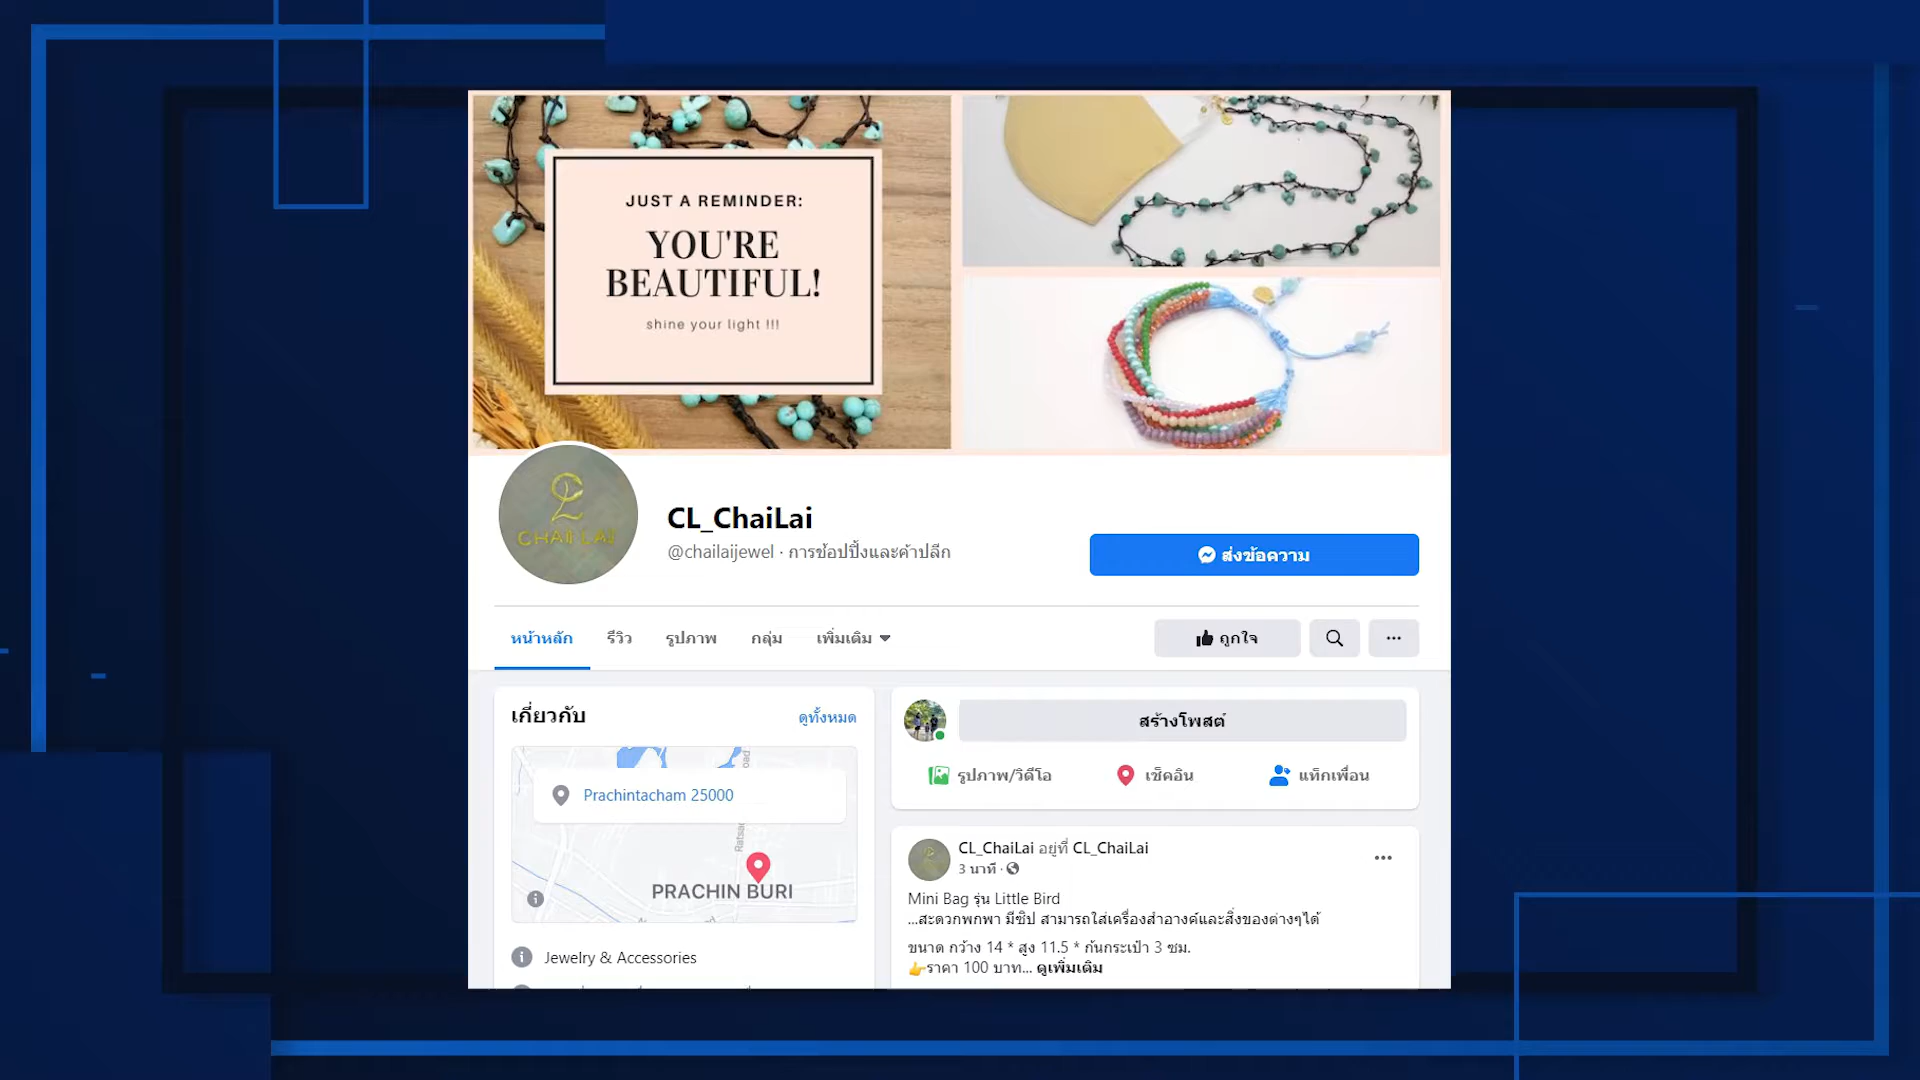 JUST A REMINDER:
YOU'RE
BEAUTIFUL!
shine your light !!!
CHAI LAI
CL_ChaiLai
@chailaijewel · การช้อปปิ้งและค้าปลีก
ส่งข้อความ
หน้าหลัก รีวิว รูปภาพ กลุ่ม เพิ่มเติม
ถูกใจ
เกี่ยวกับ ดูทั้งหมด
Prachintacham 25000
PRACHIN BURI
Jewelry & Accessories
สร้างโพสต์
รูปภาพ/วิดีโอ เช็คอิน แท็กเพื่อน
CL_ChaiLai อยู่ที่ CL_ChaiLai
3 นาที ·
Mini Bag รุ่น Little Bird
...สะดวกพกพา มีซิป สามารถใส่เครื่องสำอางค์และสิ่งของต่างๆได้
ขนาด กว้าง 14 * สูง 11.5 * ก้นกระเป๋า 3 ซม.
👉ราคา 100 บาท... ดูเพิ่มเติม